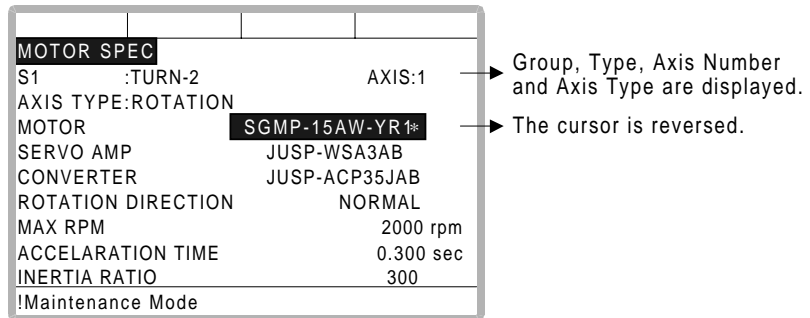 MOTOR SPEC
S1 :TURN-2 AXIS:1
AXIS TYPE:ROTATION
MOTOR SGMP-15AW-YR1*
SERVO AMP JUSP-WSA3AB
CONVERTER JUSP-ACP35JAB
ROTATION DIRECTION NORMAL
MAX RPM 2000 rpm
ACCELARATION TIME 0.300 sec
INERTIA RATIO 300
!Maintenance Mode
Group, Type, Axis Number
and Axis Type are displayed.
The cursor is reversed.